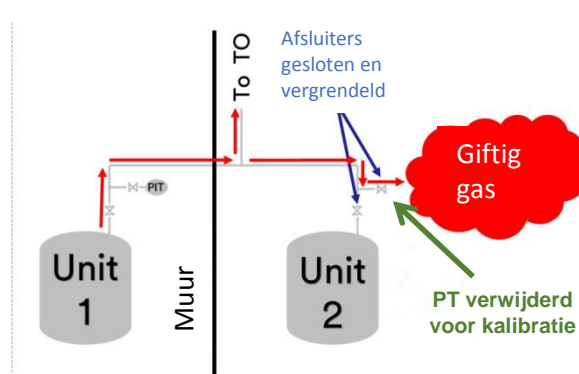 To TO
Afsluiters
gesloten en
vergrendeld
Giftig
gas
PIT
Unit
1
Muur
Unit
2
PT verwijderd
voor kalibratie